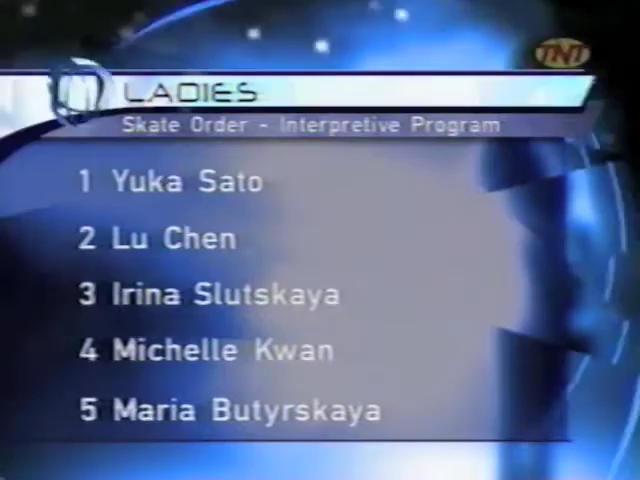 TNT
LADIES
Skate Order - Interpretive Program
1 Yuka Sato
2 Lu Chen
3 Irina Slutskaya
4 Michelle Kwan
5 Maria Butyrskaya